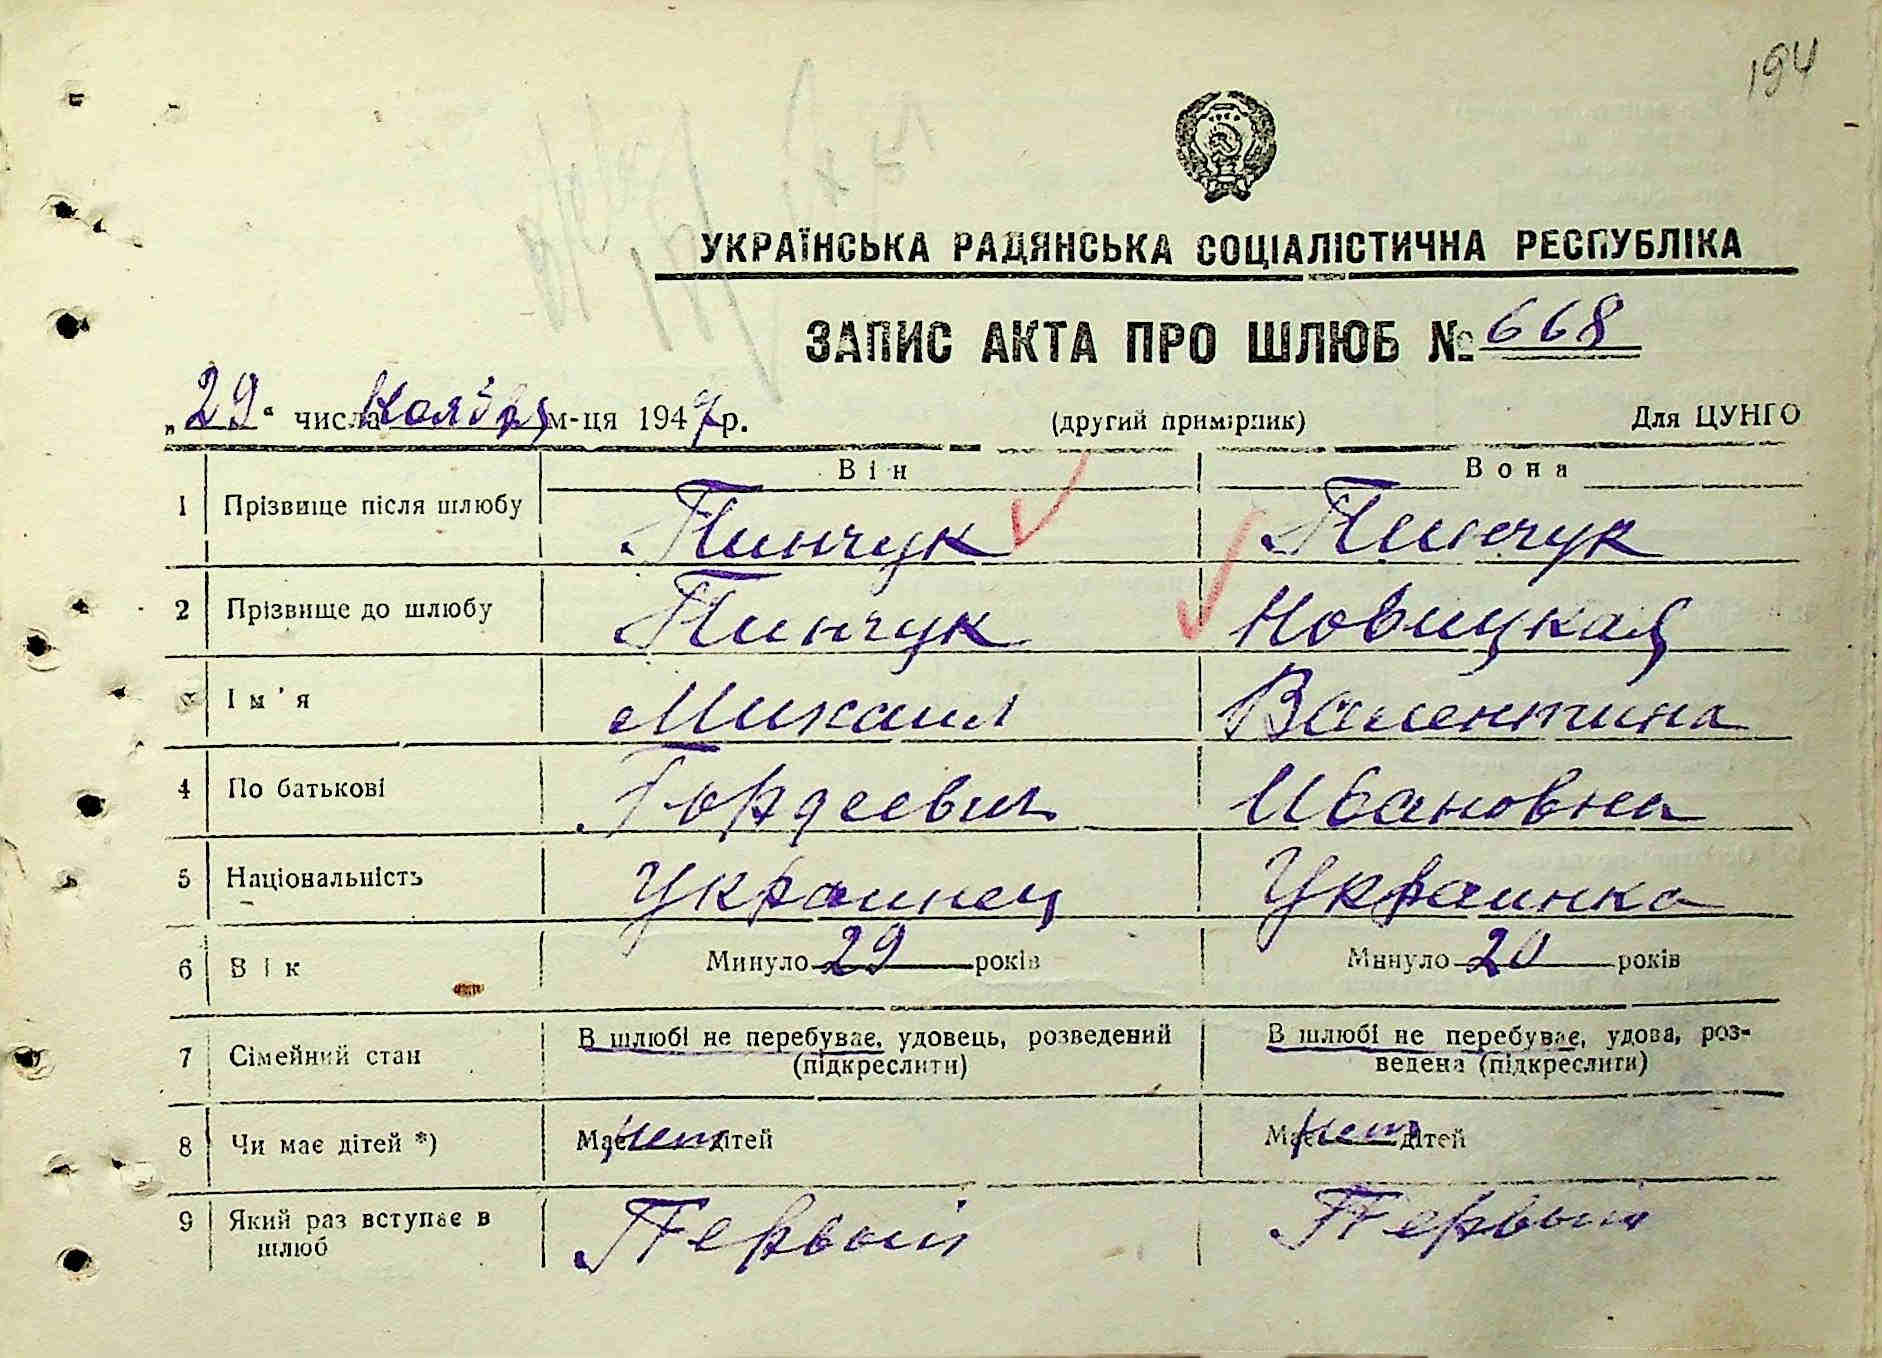 194
УКРАЇНСЬКА РАДЯНСЬКА СОЦІАЛІСТИЧНА РЕСПУБЛІКА
ЗАПИС АКТА ПРО ШЛЮБ № 668
„29“ числа Ноября м-ця 1947 р. (другий примірник) Для ЦУНГО
Він Вона
1 Прізвище після шлюбу Пинчук Пинчук
2 Прізвище до шлюбу Пинчук Новицкая
3 Ім'я Михаил Валентина
4 По батькові Гордеевич Ивановна
5 Національність Украинец Украинка
6 Вік Минуло 29 років Минуло 20 років
7 Сімейний стан В шлюбі не перебуває, удовець, розведений (підкреслити) В шлюбі не перебуває, удова, роз-
ведена (підкреслити)
8 Чи має дітей *) Має нет дітей Має нет дітей
9 Який раз вступає в шлюб Первый Первый